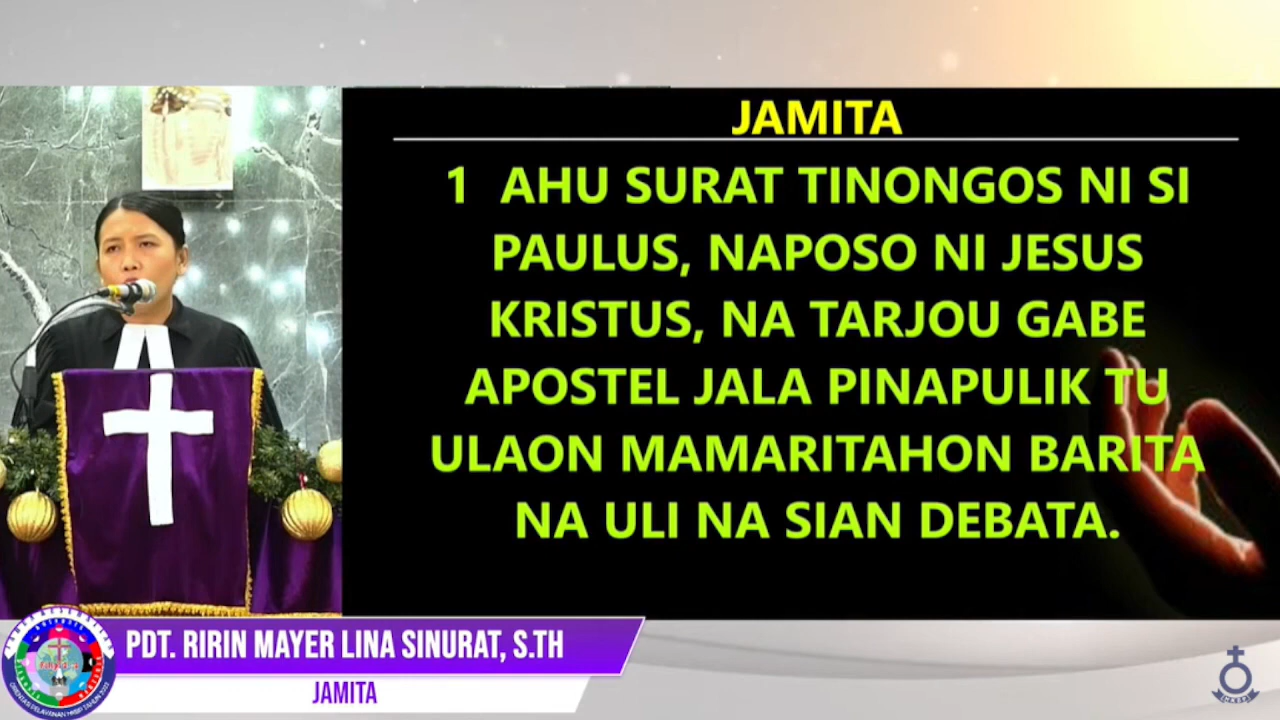 JAMITA
1 AHU SURAT TINONGOS NI SI
PAULUS, NAPOSO NI JESUS
KRISTUS, NA TARJOU GABE
APOSTEL JALA PINAPULIK TU
ULAON MAMARITAHON BARITA
NA ULI NA SIAN DEBATA.
PDT. RIRIN MAYER LINA SINURAT, S.TH
JAMITA
HKBP